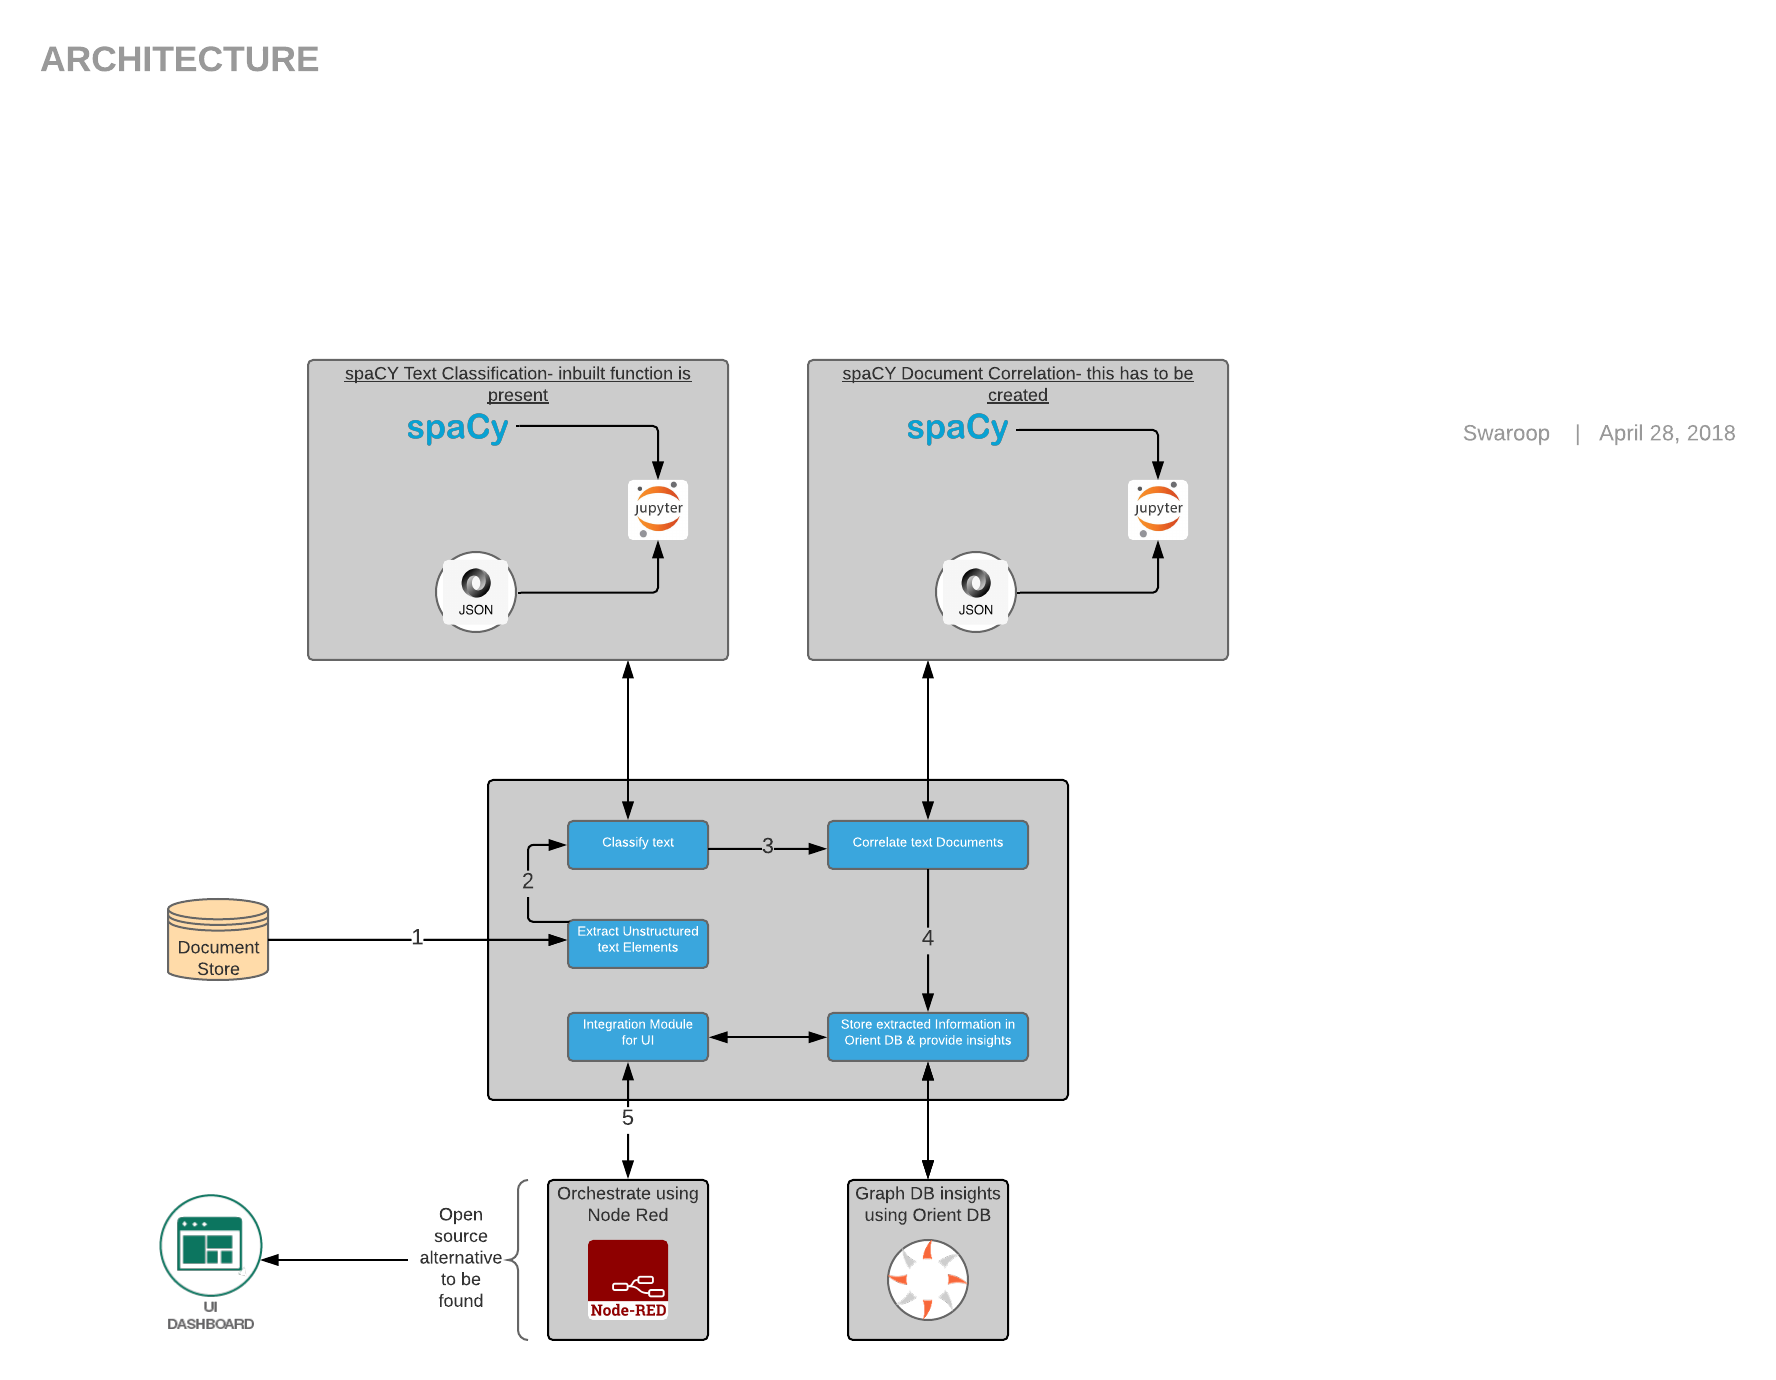 ARCHITECTURE
spaCY Text Classification- inbuilt function is
present
spaCy
jupyter
JSON
spaCY Document Correlation- this has to be
created
spaCy
jupyter
JSON
Swaroop | April 28, 2018
Classify text
3
Correlate text Documents
2
Document
Store
1
Extract Unstructured
text Elements
4
Integration Module
for UI
Store extracted Information in
Orient DB & provide insights
5
UI
DASHBOARD
Open
source
alternative
to be
found
Orchestrate using
Node Red
Node-RED
Graph DB insights
using Orient DB